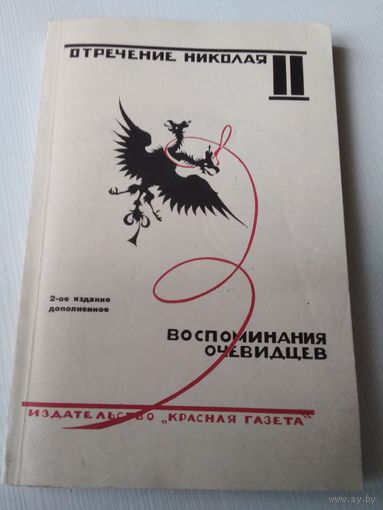 ОТРЕЧЕНИЕ НИКОЛАЯ II
2-ое издание
дополненное
ВОСПОМИНАНИЯ
ОЧЕВИДЦЕВ
ИЗДАТЕЛЬСТВО „КРАСНАЯ ГАЗЕТА"
www.ay.by